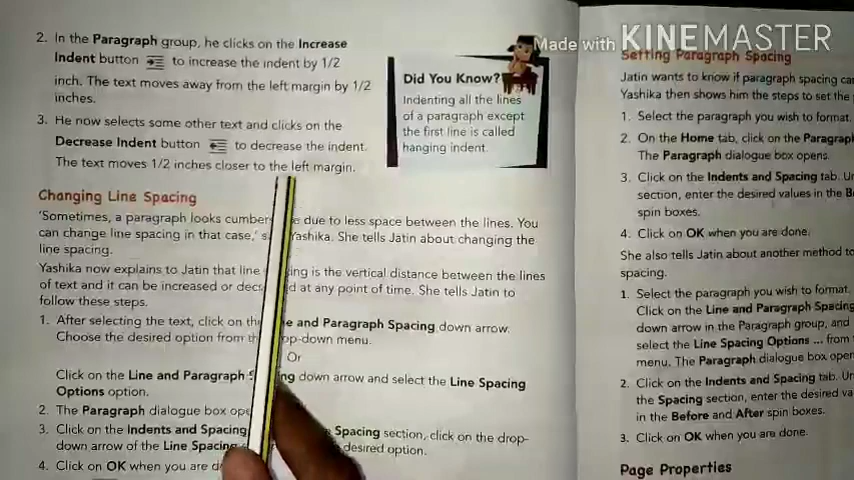 Made with KINEMASTER
2. In the Paragraph group, he clicks on the Increase
Indent button to increase the indent by 1/2
inch. The text moves away from the left margin by 1/2
inches.
3. He now selects some other text and clicks on the
Decrease Indent button to decrease the indent.
The text moves 1/2 inches closer to the left margin.
Did You Know?
Indenting all the lines
of a paragraph except
the first line is called
hanging indent.
Changing Line Spacing
'Sometimes, a paragraph looks due to less space between the lines. You
can change line spacing in that case,' Yashika. She tells Jatin about changing the
line spacing.
Yashika now explains to Jatin that line is the vertical distance between the lines
of text and it can be increased or at any point of time. She tells Jatin to
follow these steps.
1. After selecting the text, click on and Paragraph Spacing down arrow.
Choose the desired option from menu.
Or
Click on the Line and Paragraph down arrow and select the Line Spacing
Options option.
2. The Paragraph dialogue box
3. Click on the Indents and Spacing Spacing section, click on the drop-
down arrow of the Line Spacing desired option.
4. Click on OK when you are
Setting Paragraph Spacing
Jatin wants to know if paragraph spacing
Yashika then shows him the steps to set the
1. Select the paragraph you wish to format.
2. On the Home tab, click on the
The Paragraph dialogue box opens.
3. Click on the Indents and Spacing tab.
section, enter the desired values in the
spin boxes.
4. Click on OK when you are done.
She also tells Jatin about another method to
spacing.
1. Select the paragraph you wish to format.
Click on the Line and Paragraph Spacing
down arrow in the Paragraph group, and
select the Line Spacing Options ... from
menu. The Paragraph dialogue box
2. Click on the Indents and Spacing tab.
the Spacing section, enter the desired
in the Before and After spin boxes.
3. Click on OK when you are done.
Page Properties